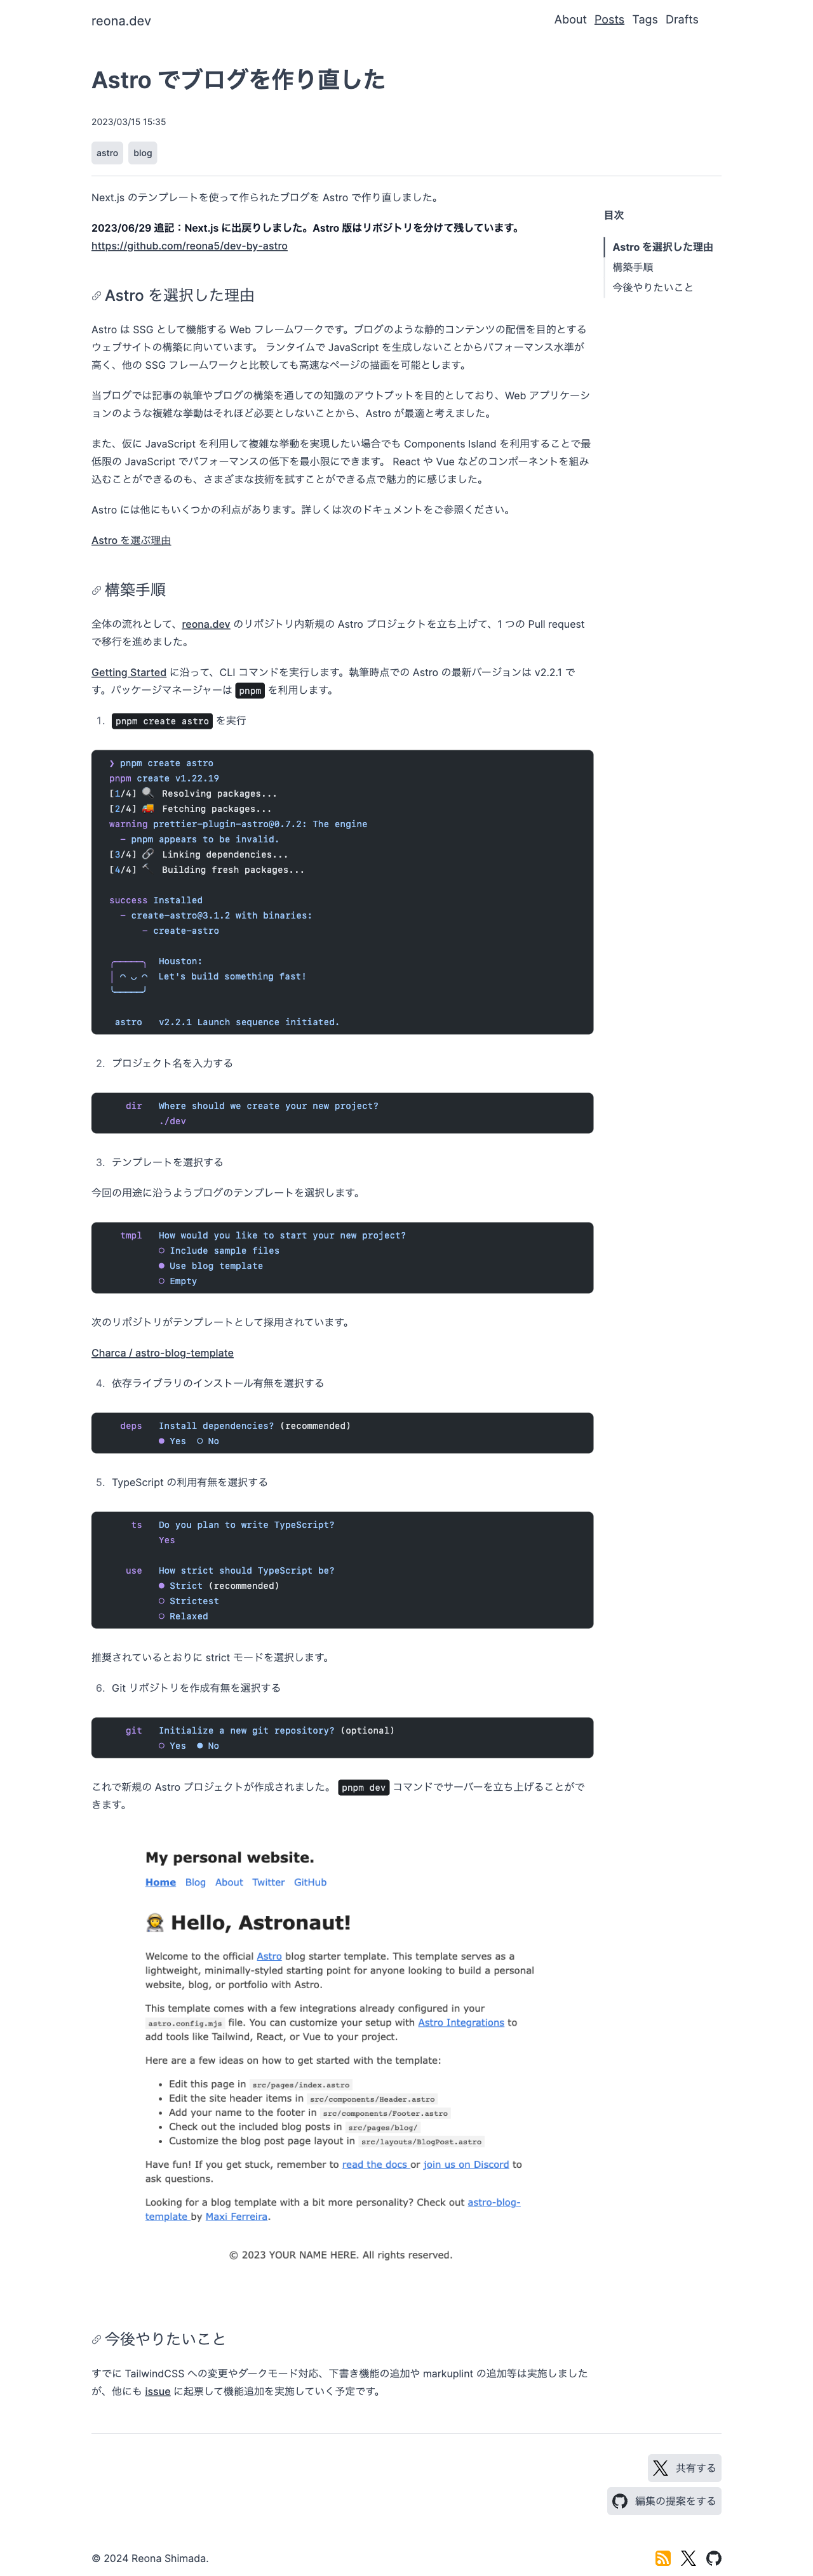 reona.dev
About Posts Tags Drafts
Astro でブログを作り直した
2023/03/15 15:35
astro blog
Next.js のテンプレートを使って作られたブログを Astro で作り直しました。
2023/06/29 追記：Next.js に出戻りしました。Astro 版はリポジトリを分けて残しています。
https://github.com/reona5/dev-by-astro
目次
Astro を選択した理由
構築手順
今後やりたいこと
Astro を選択した理由
Astro は SSG として機能する Web フレームワークです。ブログのような静的コンテンツの配信を目的とする
ウェブサイトの構築に向いています。 ランタイムで JavaScript を生成しないことからパフォーマンス水準が
高く、他の SSG フレームワークと比較しても高速なページの描画を可能とします。
当ブログでは記事の執筆やブログの構築を通しての知識のアウトプットを目的としており、Web アプリケーシ
ョンのような複雑な挙動はそれほど必要としないことから、Astro が最適と考えました。
また、仮に JavaScript を利用して複雑な挙動を実現したい場合でも Components Island を利用することで最
低限の JavaScript でパフォーマンスの低下を最小限にできます。 React や Vue などのコンポーネントを組み
込むことができるのも、さまざまな技術を試すことができる点で魅力的に感じました。
Astro には他にもいくつかの利点があります。詳しくは次のドキュメントをご参照ください。
Astro を選ぶ理由
構築手順
全体の流れとして、reona.dev のリポジトリ内新規の Astro プロジェクトを立ち上げて、1 つの Pull request
で移行を進めました。
Getting Started に沿って、CLI コマンドを実行します。執筆時点での Astro の最新バージョンは v2.2.1 で
す。パッケージマネージャーは pnpm を利用します。
1. pnpm create astro を実行
❯ pnpm create astro
pnpm create v1.22.19
[1/4] 🔍 Resolving packages...
[2/4] 🚚 Fetching packages...
warning prettier-plugin-astro@0.7.2: The engine
– pnpm appears to be invalid.
[3/4] 🔗 Linking dependencies...
[4/4] 🔨 Building fresh packages...
success Installed
– create-astro@3.1.2 with binaries:
– create-astro
╭─────╮ Houston:
│ ◠ ◡ ◠ Let's build something fast!
╰─────╯
astro v2.2.1 Launch sequence initiated.
2. プロジェクト名を入力する
dir Where should we create your new project?
./dev
3. テンプレートを選択する
今回の用途に沿うようブログのテンプレートを選択します。
tmpl How would you like to start your new project?
○ Include sample files
● Use blog template
○ Empty
次のリポジトリがテンプレートとして採用されています。
Charca / astro-blog-template
4. 依存ライブラリのインストール有無を選択する
deps Install dependencies? (recommended)
● Yes ○ No
5. TypeScript の利用有無を選択する
ts Do you plan to write TypeScript?
Yes
use How strict should TypeScript be?
● Strict (recommended)
○ Strictest
○ Relaxed
推奨されているとおりに strict モードを選択します。
6. Git リポジトリを作成有無を選択する
git Initialize a new git repository? (optional)
○ Yes ● No
これで新規の Astro プロジェクトが作成されました。 pnpm dev コマンドでサーバーを立ち上げることがで
きます。
My personal website.
Home Blog About Twitter GitHub
🧑‍🚀 Hello, Astronaut!
Welcome to the official Astro blog starter template. This template serves as a
lightweight, minimally-styled starting point for anyone looking to build a personal
website, blog, or portfolio with Astro.
This template comes with a few integrations already configured in your
astro.config.mjs file. You can customize your setup with Astro Integrations to
add tools like Tailwind, React, or Vue to your project.
Here are a few ideas on how to get started with the template:
• Edit this page in src/pages/index.astro
• Edit the site header items in src/components/Header.astro
• Add your name to the footer in src/components/Footer.astro
• Check out the included blog posts in src/pages/blog/
• Customize the blog post page layout in src/layouts/BlogPost.astro
Have fun! If you get stuck, remember to read the docs or join us on Discord to
ask questions.
Looking for a blog template with a bit more personality? Check out astro-blog-
template by Maxi Ferreira.
© 2023 YOUR NAME HERE. All rights reserved.
今後やりたいこと
すでに TailwindCSS への変更やダークモード対応、下書き機能の追加や markuplint の追加等は実施しました
が、他にも issue に起票して機能追加を実施していく予定です。
共有する
編集の提案をする
© 2024 Reona Shimada.